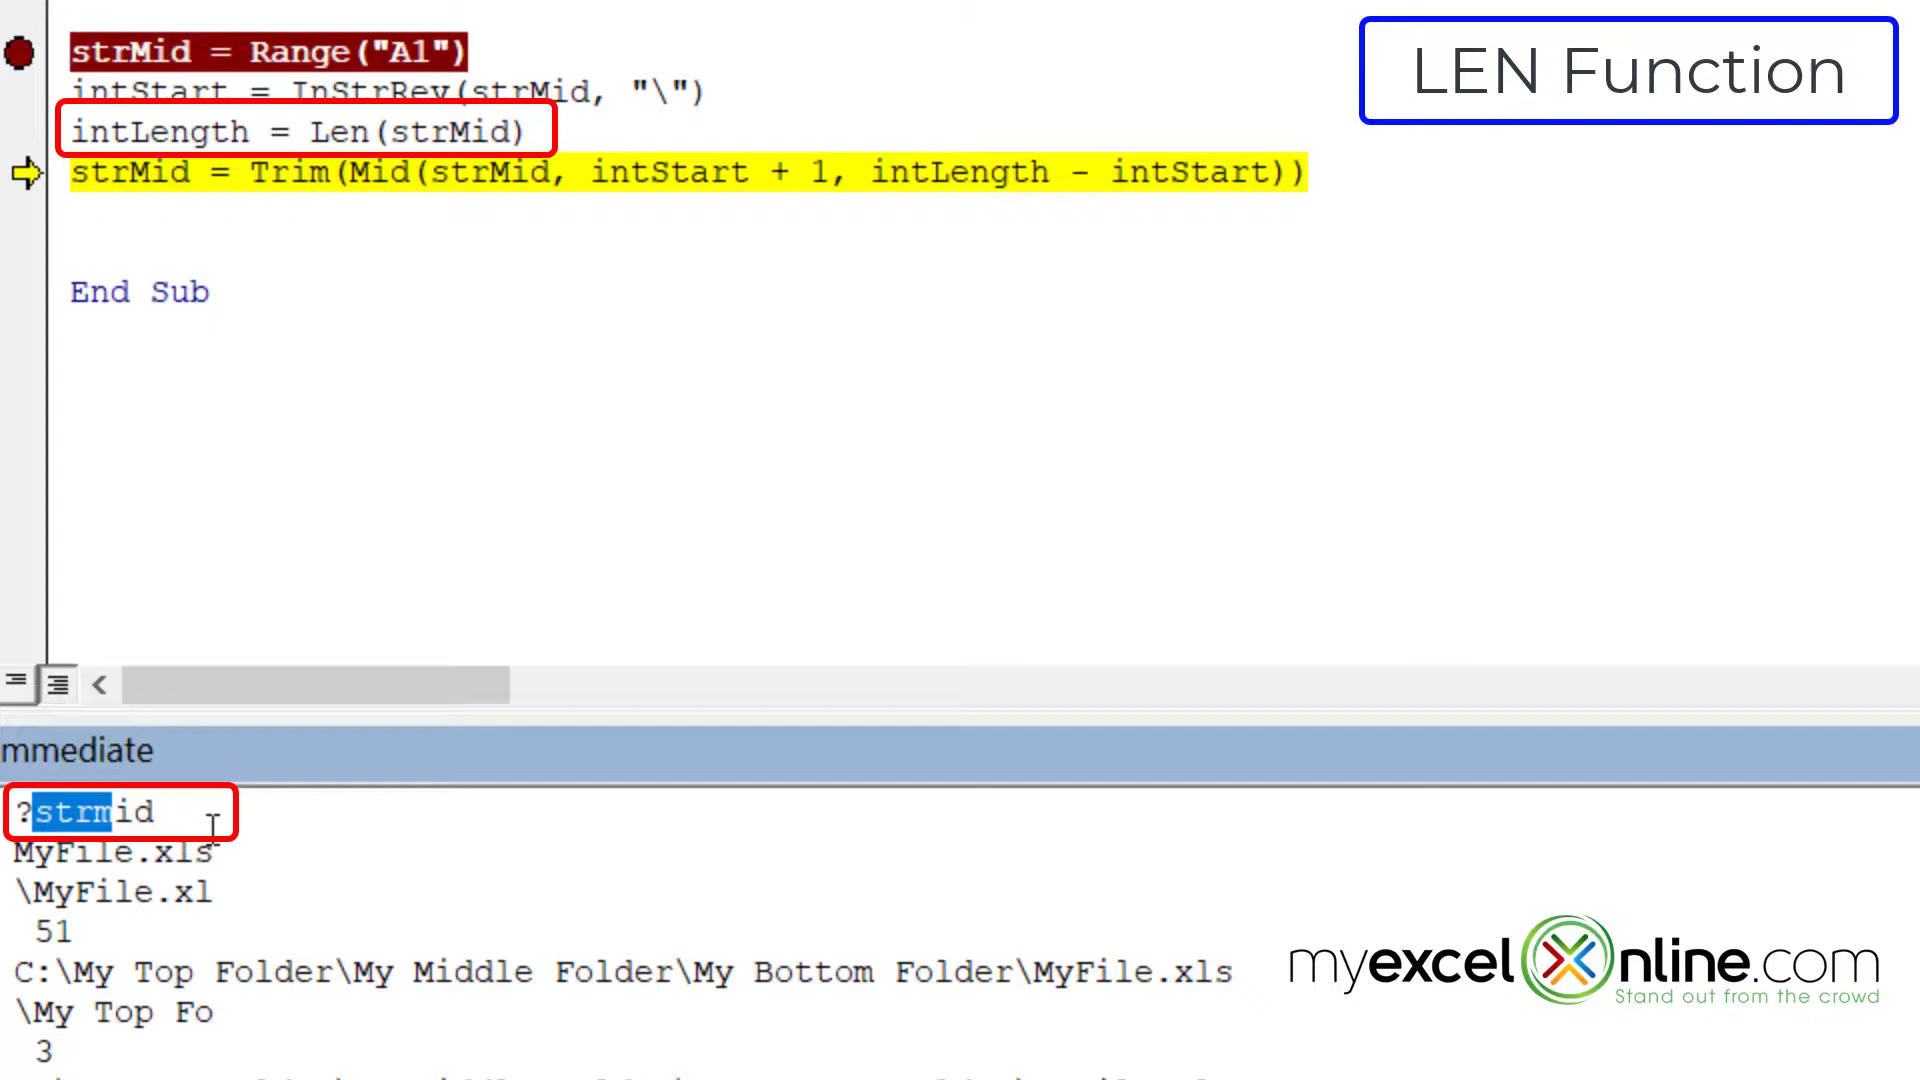 strMid = Range("A1")
LEN Function
intStart = InStrRev(strMid, "\")
intLength = Len(strMid)
strMid = Trim(Mid(strMid, intStart + 1, intLength - intStart))
End Sub
mmediate
?strmid
MyFile.xls
\MyFile.xl
51
C:\My Top Folder\My Middle Folder\My Bottom Folder\MyFile.xls
\My Top Fo
3
myexcelOnline.com
Stand out from the crowd